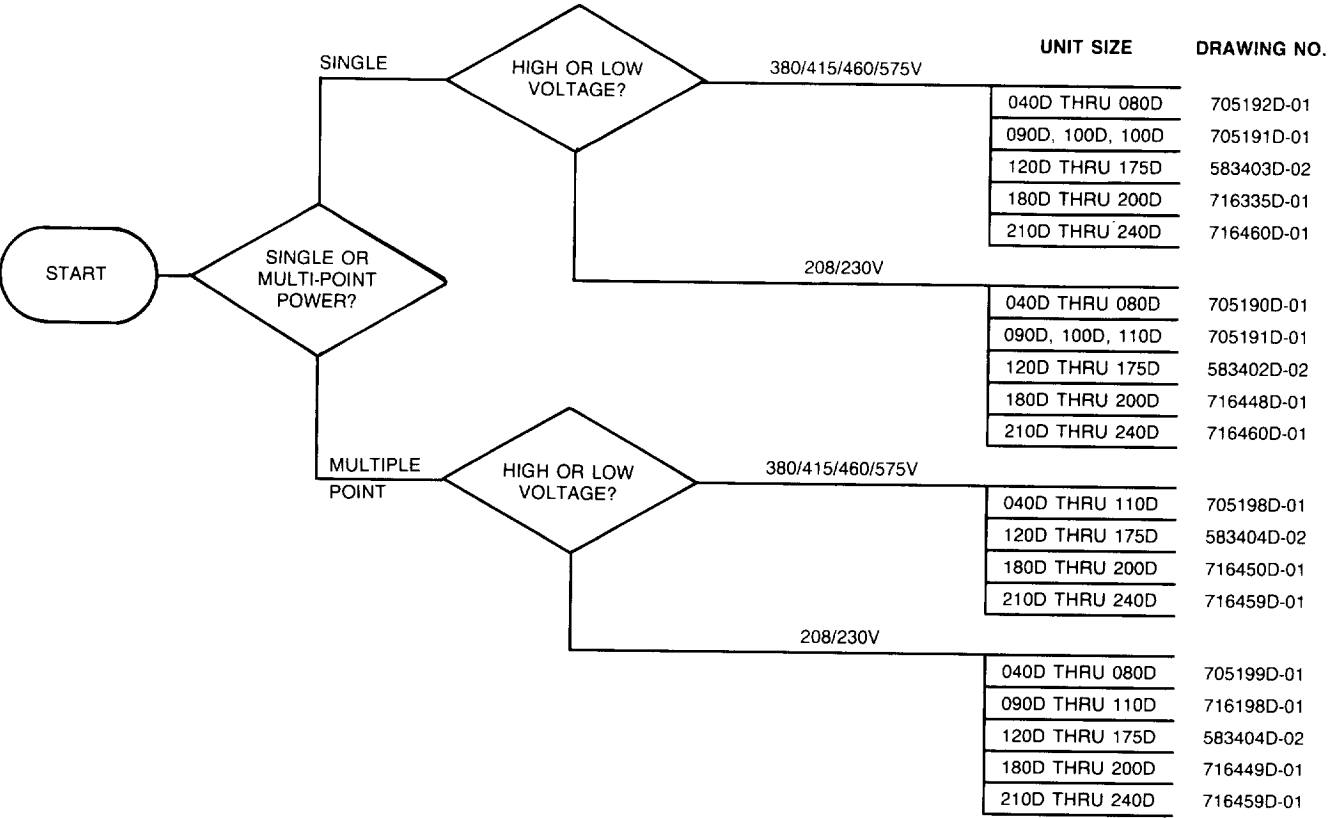 UNIT SIZE DRAWING NO.
SINGLE
HIGH OR LOW
VOLTAGE?
380/415/460/575V
040D THRU 080D 705192D-01
090D, 100D, 100D 705191D-01
120D THRU 175D 583403D-02
180D THRU 200D 716335D-01
210D THRU 240D 716460D-01
START
SINGLE OR
MULTI-POINT
POWER?
208/230V
040D THRU 080D 705190D-01
090D, 100D, 110D 705191D-01
120D THRU 175D 583402D-02
180D THRU 200D 716448D-01
210D THRU 240D 716460D-01
MULTIPLE
POINT
HIGH OR LOW
VOLTAGE?
380/415/460/575V
040D THRU 110D 705198D-01
120D THRU 175D 583404D-02
180D THRU 200D 716450D-01
210D THRU 240D 716459D-01
208/230V
040D THRU 080D 705199D-01
090D THRU 110D 716198D-01
120D THRU 175D 583404D-02
180D THRU 200D 716449D-01
210D THRU 240D 716459D-01